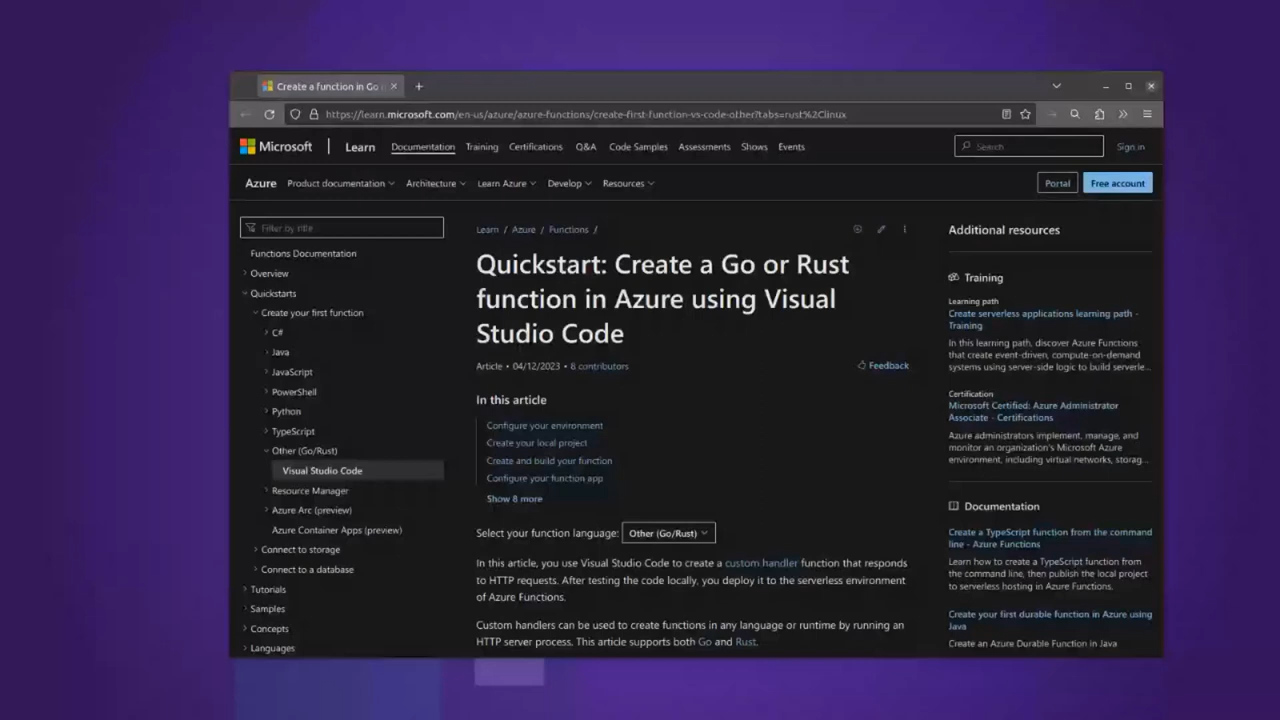 Create a function in Go
https://learn.microsoft.com/en-us/azure/azure-functions/create-first-function-vs-code-other?tabs=rust%2Clinux
Microsoft
Learn
Documentation
Training
Certifications
Q&A
Code Samples
Assessments
Shows
Events
Search
Sign in
Azure
Product documentation
Architecture
Learn Azure
Develop
Resources
Portal
Free account
Filter by title
Functions Documentation
Overview
Quickstarts
Create your first function
C#
Java
JavaScript
PowerShell
Python
TypeScript
Other (Go/Rust)
Visual Studio Code
Resource Manager
Azure Arc (preview)
Azure Container Apps (preview)
Connect to storage
Connect to a database
Tutorials
Samples
Concepts
Languages
Learn / Azure / Functions /
Quickstart: Create a Go or Rust
function in Azure using Visual
Studio Code
Article • 04/12/2023 • 6 contributors
Feedback
In this article
Configure your environment
Create your local project
Create and build your function
Configure your function app
Show 8 more
Select your function language: Other (Go/Rust)
In this article, you use Visual Studio Code to create a custom handler function that responds
to HTTP requests. After testing the code locally, you deploy it to the serverless environment
of Azure Functions.
Custom handlers can be used to create functions in any language or runtime by running an
HTTP server process. This article supports both Go and Rust.
Additional resources
Training
Learning path
Create serverless applications learning path -
Training
In this learning path, discover Azure Functions
that create event-driven, compute-on-demand
systems using server-side logic to build serverle...
Certification
Microsoft Certified: Azure Administrator
Associate - Certifications
Azure administrators implement, manage, and
monitor an organization's Microsoft Azure
environment, including virtual networks, storag...
Documentation
Create a TypeScript function from the command
line - Azure Functions
Learn how to create a TypeScript function from
the command line, then publish the local project
to serverless hosting in Azure Functions.
Create your first durable function in Azure using
Java
Create an Azure Durable Function in Java